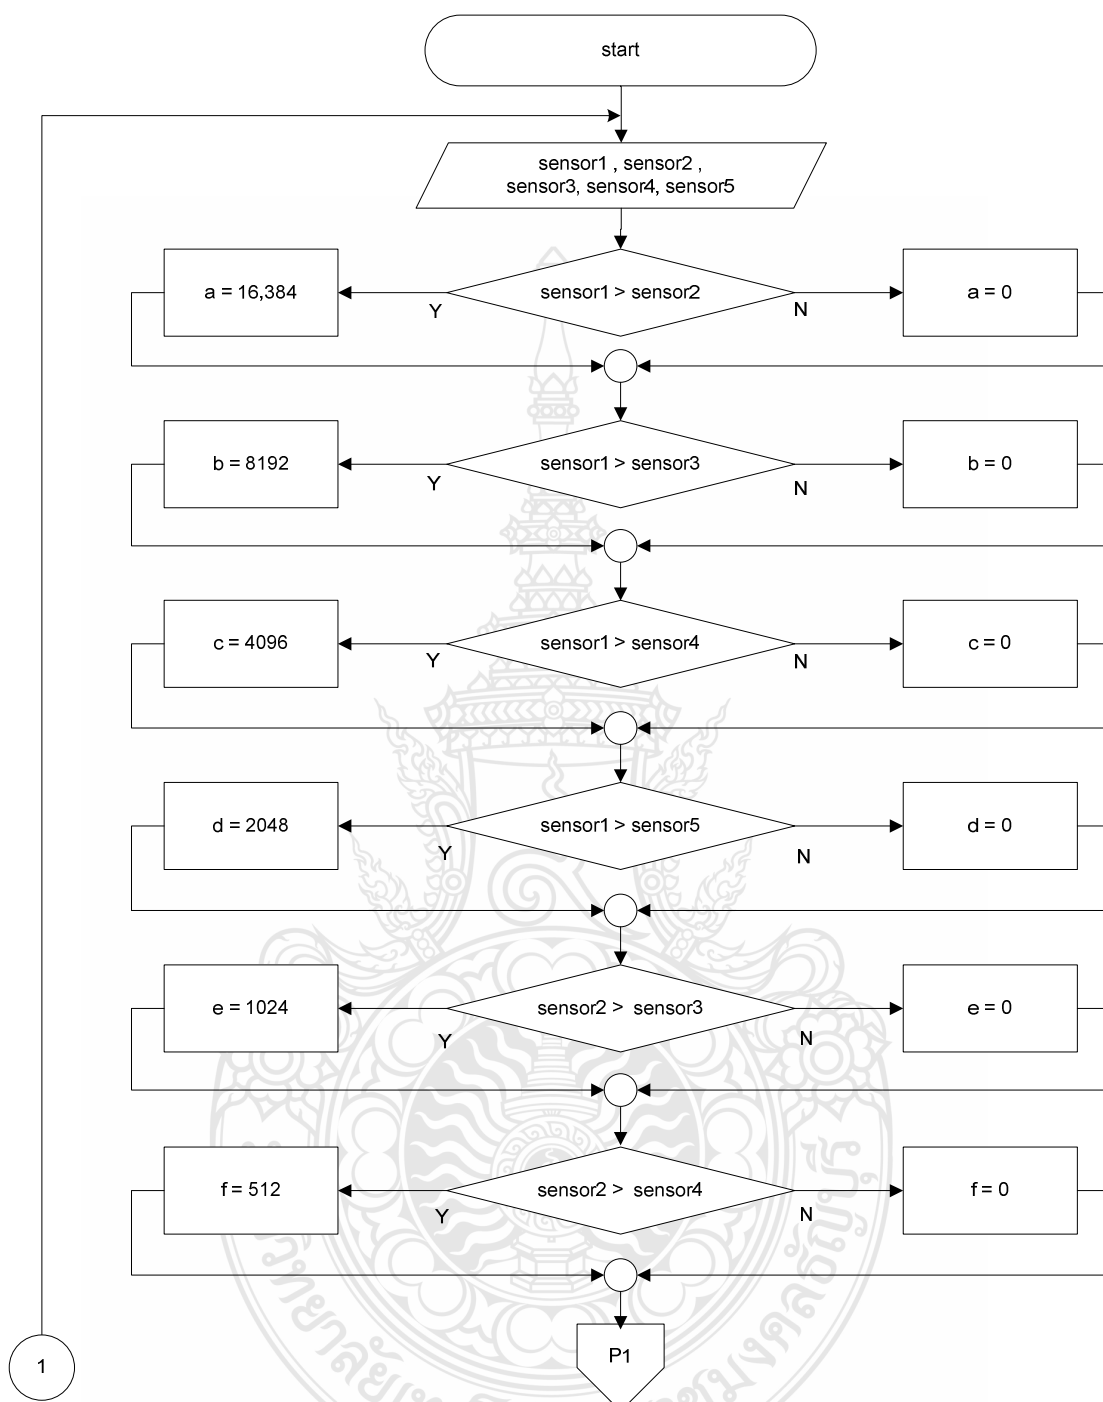 start
sensor1 , sensor2 ,
sensor3, sensor4, sensor5
a = 16,384
Y
sensor1 > sensor2
N
a = 0
b = 8192
Y
sensor1 > sensor3
N
b = 0
c = 4096
Y
sensor1 > sensor4
N
c = 0
d = 2048
Y
sensor1 > sensor5
N
d = 0
e = 1024
Y
sensor2 > sensor3
N
e = 0
f = 512
Y
sensor2 > sensor4
N
f = 0
1
P1